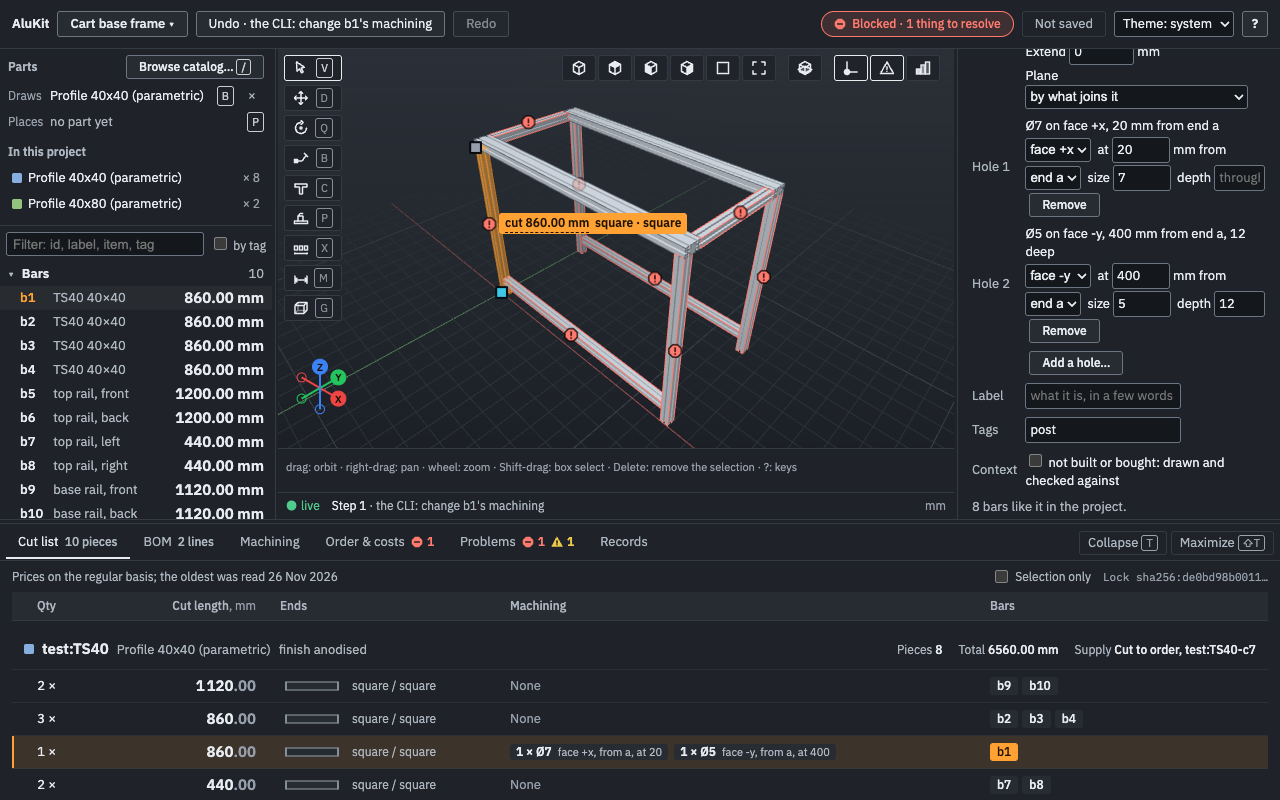 AluKit Cart base frame ▾ Undo · the CLI: change b1's machining Redo Blocked · 1 thing to resolve Not saved Theme: system ?
Parts Browse catalog... /
Draws Profile 40x40 (parametric) B ×
Places no part yet P
In this project
Profile 40x40 (parametric) × 8
Profile 40x80 (parametric) × 2
Filter: id, label, item, tag by tag
Bars 10
b1 TS40 40×40 860.00 mm
b2 TS40 40×40 860.00 mm
b3 TS40 40×40 860.00 mm
b4 TS40 40×40 860.00 mm
b5 top rail, front 1200.00 mm
b6 top rail, back 1200.00 mm
b7 top rail, left 440.00 mm
b8 top rail, right 440.00 mm
b9 base rail, front 1120.00 mm
b10 base rail, back 1120.00 mm
V
D
Q
B
C
P
X
M
G
cut 860.00 mm square · square
Z
Y
X
drag: orbit · right-drag: pan · wheel: zoom · Shift-drag: box select · Delete: remove the selection · ?: keys
live Step 1 · the CLI: change b1's machining mm
Extend 0 mm
Plane
by what joins it
Hole 1
Ø7 on face +x, 20 mm from end a
face +x at 20 mm from
end a size 7 depth throug
Remove
Hole 2
Ø5 on face -y, 400 mm from end a, 12
deep
face -y at 400 mm from
end a size 5 depth 12
Remove
Add a hole...
Label what it is, in a few words
Tags post
Context not built or bought: drawn and
checked against
8 bars like it in the project.
Cut list 10 pieces BOM 2 lines Machining Order & costs 1 Problems 1 1 Records Collapse T Maximize ⇧T
Prices on the regular basis; the oldest was read 26 Nov 2026 Selection only Lock sha256:de0bd98b0011…
Qty Cut length, mm Ends Machining Bars
test:TS40 Profile 40x40 (parametric) finish anodised Pieces 8 Total 6560.00 mm Supply Cut to order, test:TS40-c7
2 × 1120.00 square / square None b9 b10
3 × 860.00 square / square None b2 b3 b4
1 × 860.00 square / square 1 × Ø7 face +x, from a, at 20 1 × Ø5 face -y, from a, at 400 b1
2 × 440.00 square / square None b7 b8